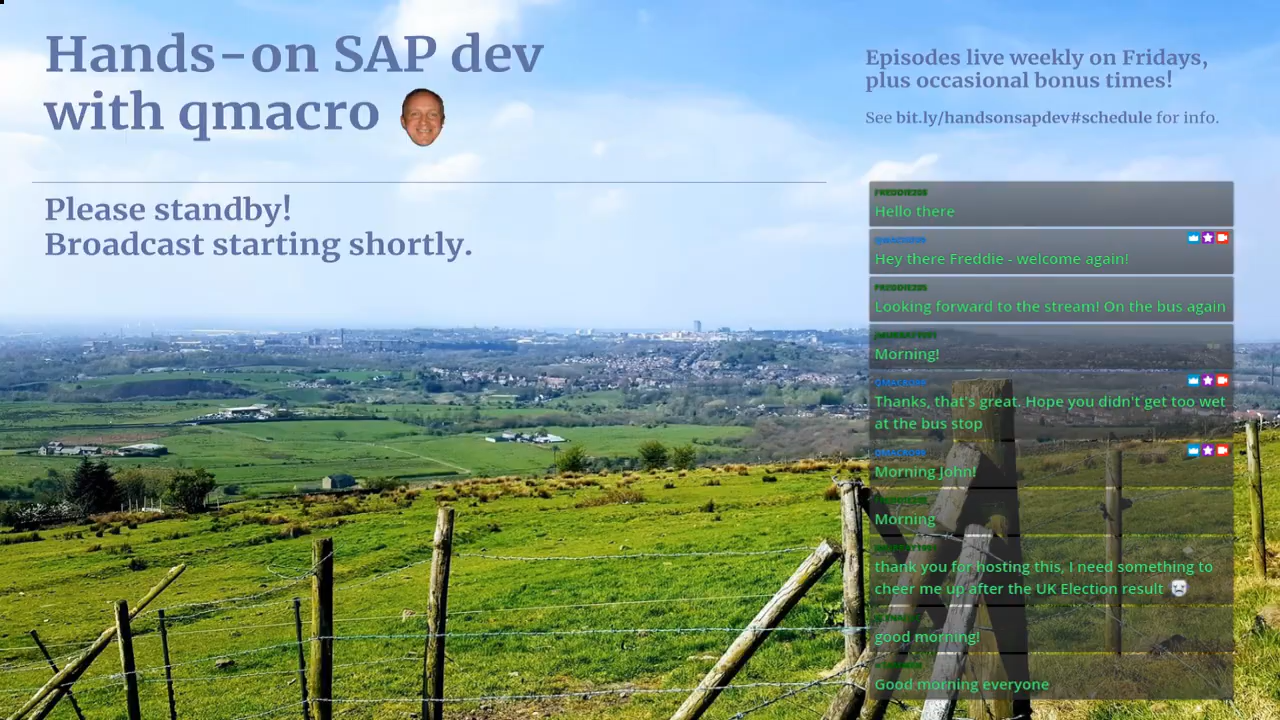 Hands-on SAP dev
with qmacro
Please standby!
Broadcast starting shortly.
Episodes live weekly on Fridays,
plus occasional bonus times!
See bit.ly/handsonsapdev#schedule for info.
Hello there
Hey there Freddie - welcome again!
Looking forward to the stream! On the bus again
Morning!
Thanks, that's great. Hope you didn't get too wet
at the bus stop
Morning John!
Morning
thank you for hosting this, I need something to
cheer me up after the UK Election result
good morning!
Good morning everyone